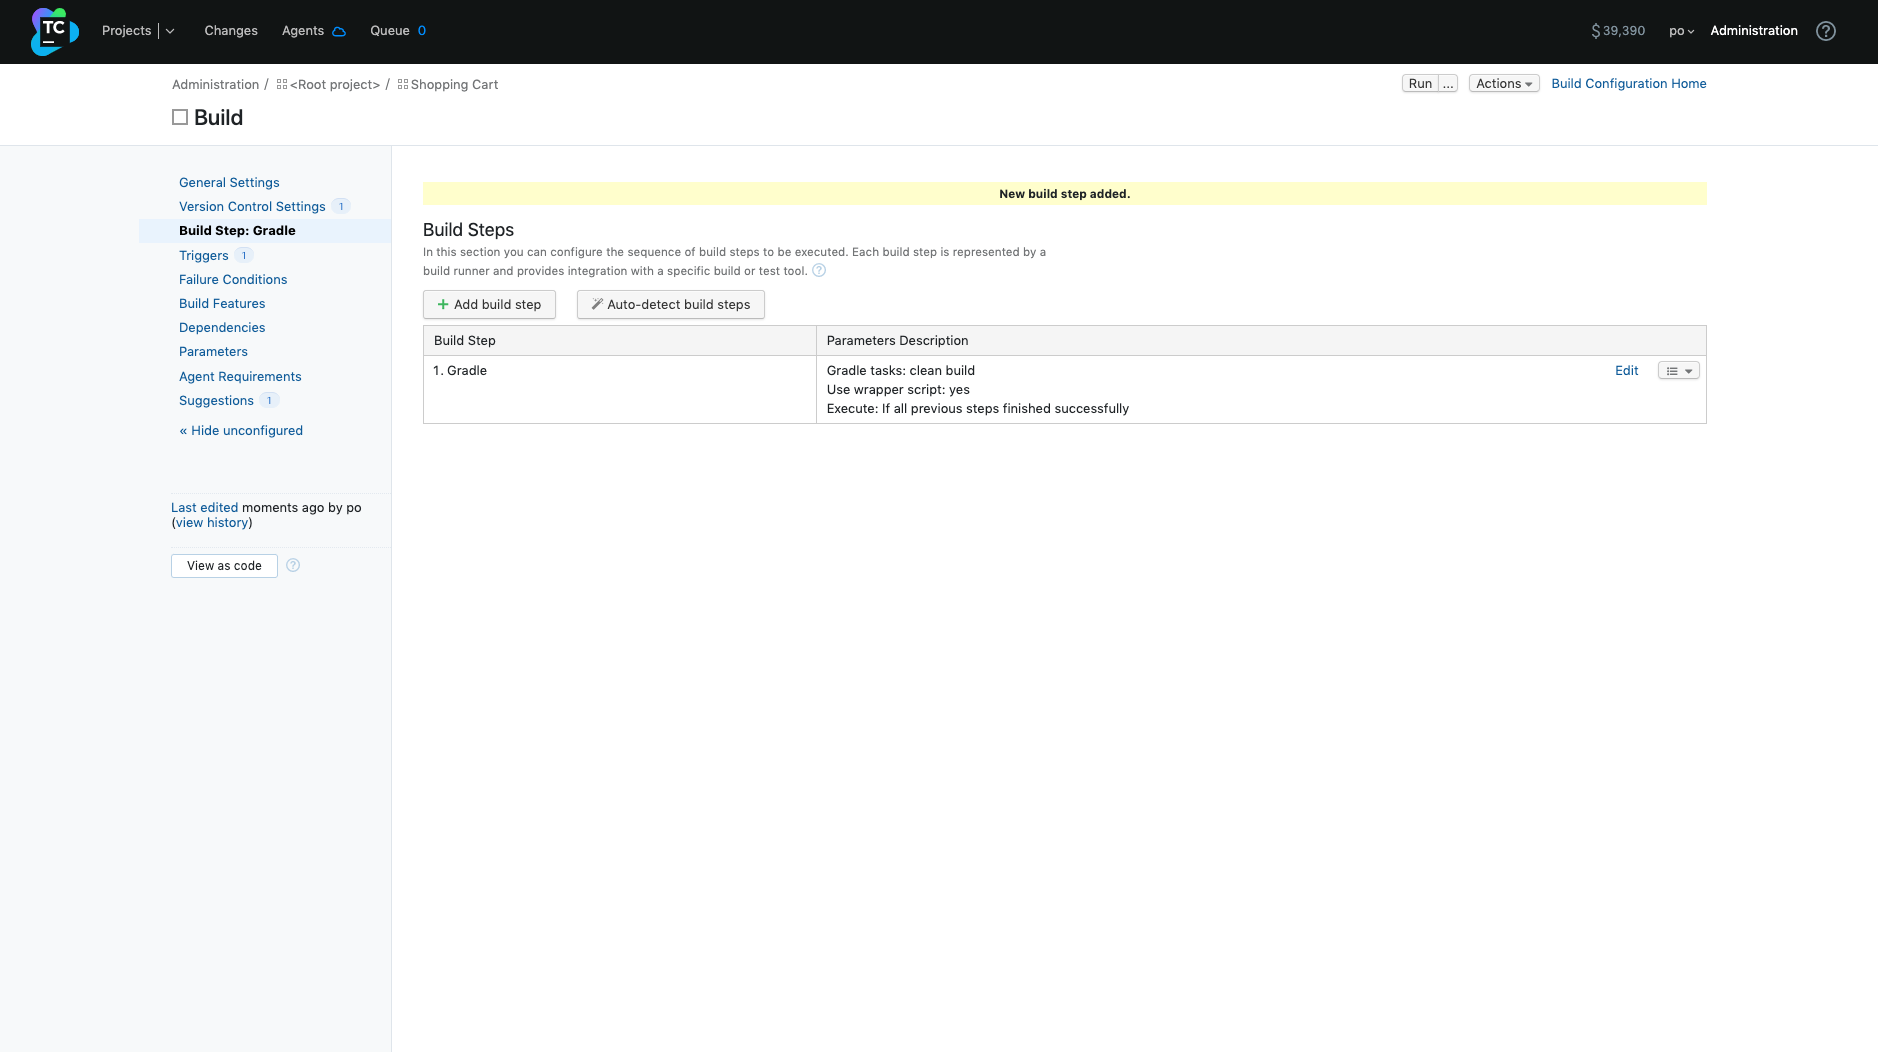 TC
Projects
Changes
Agents
Queue 0
$ 39,390
po
Administration
?
Administration / <Root project> / Shopping Cart
Run ...
Actions
Build Configuration Home
Build
General Settings
Version Control Settings 1
Build Step: Gradle
Triggers 1
Failure Conditions
Build Features
Dependencies
Parameters
Agent Requirements
Suggestions 1
« Hide unconfigured
Last edited moments ago by po
(view history)
View as code ?
New build step added.
Build Steps
In this section you can configure the sequence of build steps to be executed. Each build step is represented by a
build runner and provides integration with a specific build or test tool. ?
+ Add build step
Auto-detect build steps
Build Step
Parameters Description
1. Gradle
Gradle tasks: clean build
Use wrapper script: yes
Execute: If all previous steps finished successfully
Edit